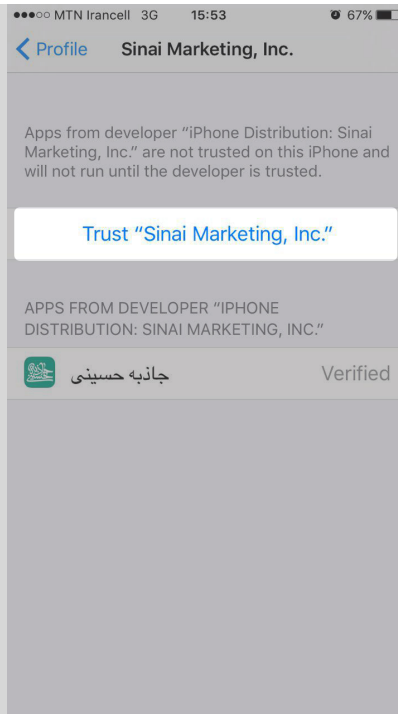 MTN Irancell 3G 15:53 67%
Profile Sinai Marketing, Inc.
Apps from developer “iPhone Distribution: Sinai
Marketing, Inc.” are not trusted on this iPhone and
will not run until the developer is trusted.
Trust “Sinai Marketing, Inc.”
APPS FROM DEVELOPER “IPHONE
DISTRIBUTION: SINAI MARKETING, INC.”
جاذبه حسینی Verified